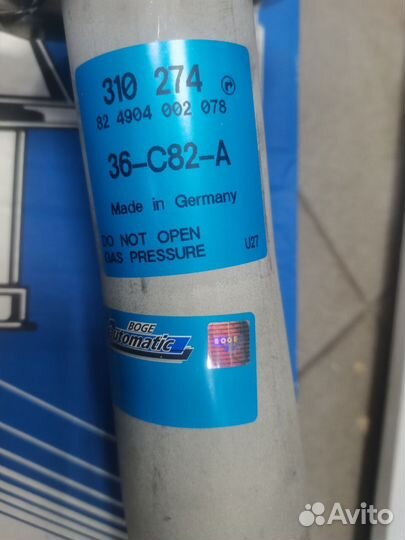 310 274
82 4904 002 078
36-C82-A
Made in Germany
DO NOT OPEN
GAS PRESSURE
U27
BOGE
Automatic
BOGE
Avito